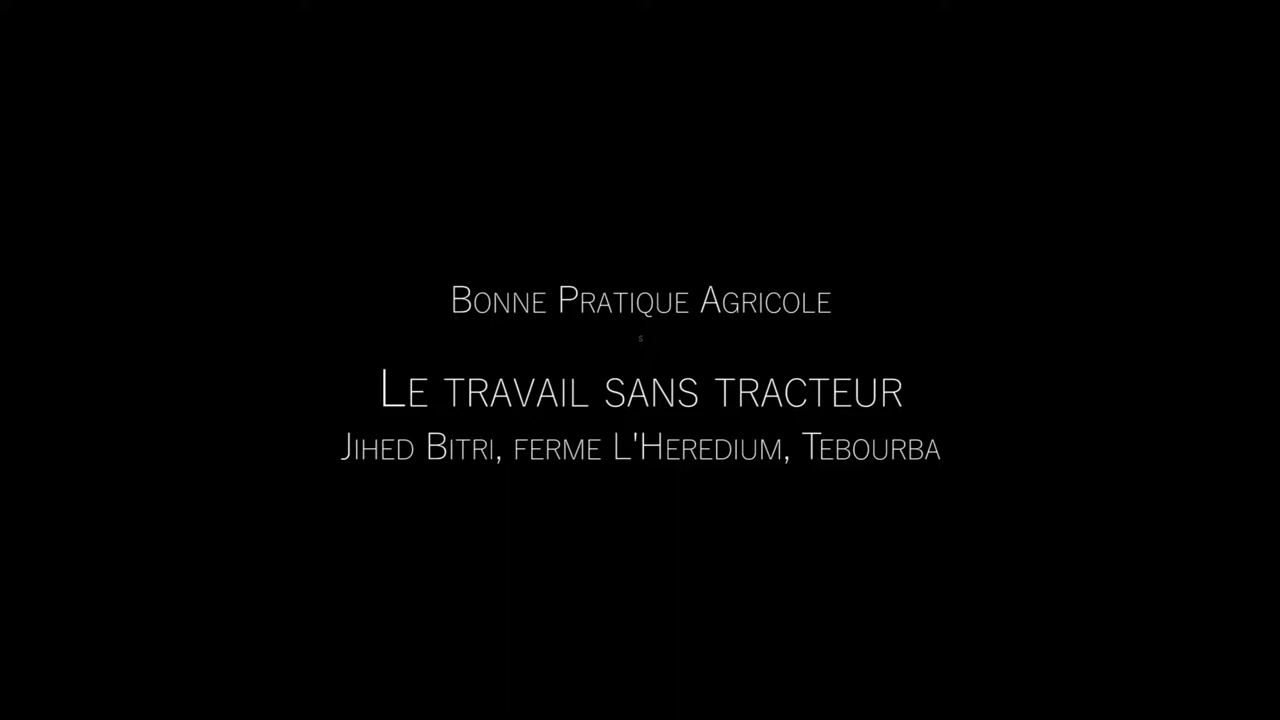 Bonne Pratique Agricole
s
Le travail sans tracteur
Jihed Bitri, ferme L'Heredium, Tebourba